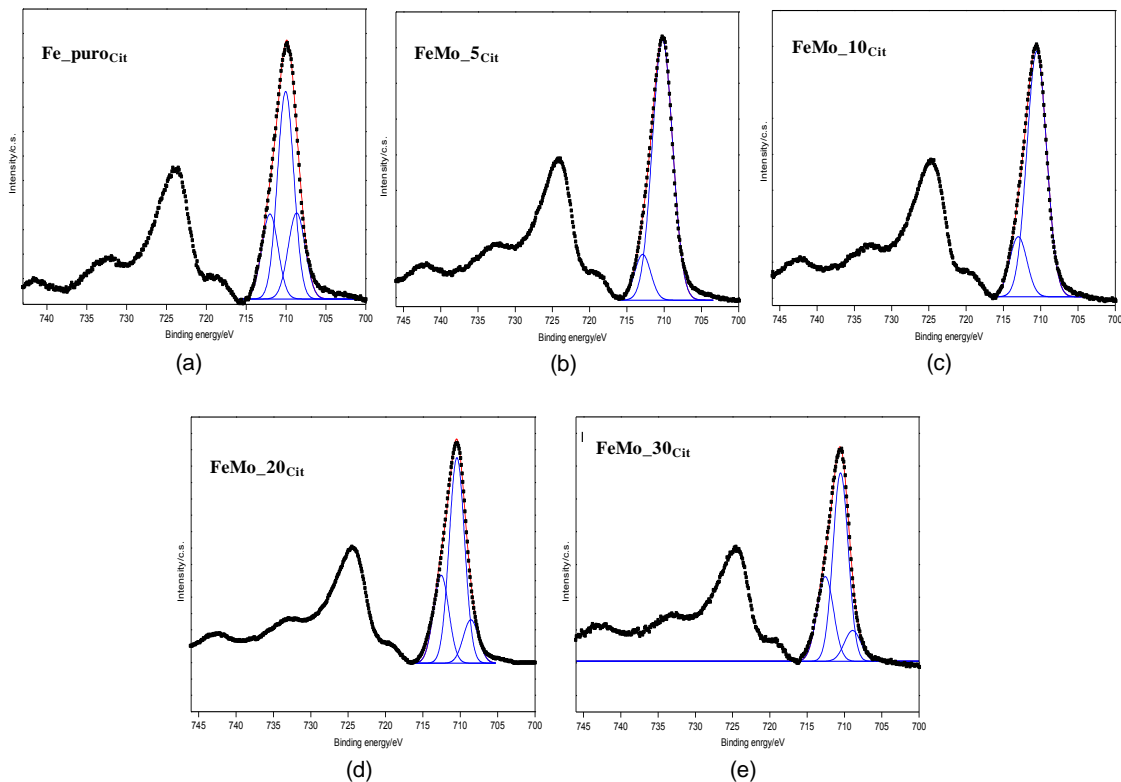 Fe_puroCit
Intensity/c.s.
740 735 730 725 720 715 710 705 700
Binding energy/eV
(a)
FeMo_5Cit
Intensity/c.s.
745 740 735 730 725 720 715 710 705 700
Binding energy/eV
(b)
FeMo_10Cit
Intensity/c.s.
745 740 735 730 725 720 715 710 705 700
Binding energy/eV
(c)
FeMo_20Cit
Intensity/c.s.
745 740 735 730 725 720 715 710 705 700
Binding energy/eV
(d)
FeMo_30Cit
Intensity/c.s.
745 740 735 730 725 720 715 710 705 700
Binding energy/eV
(e)